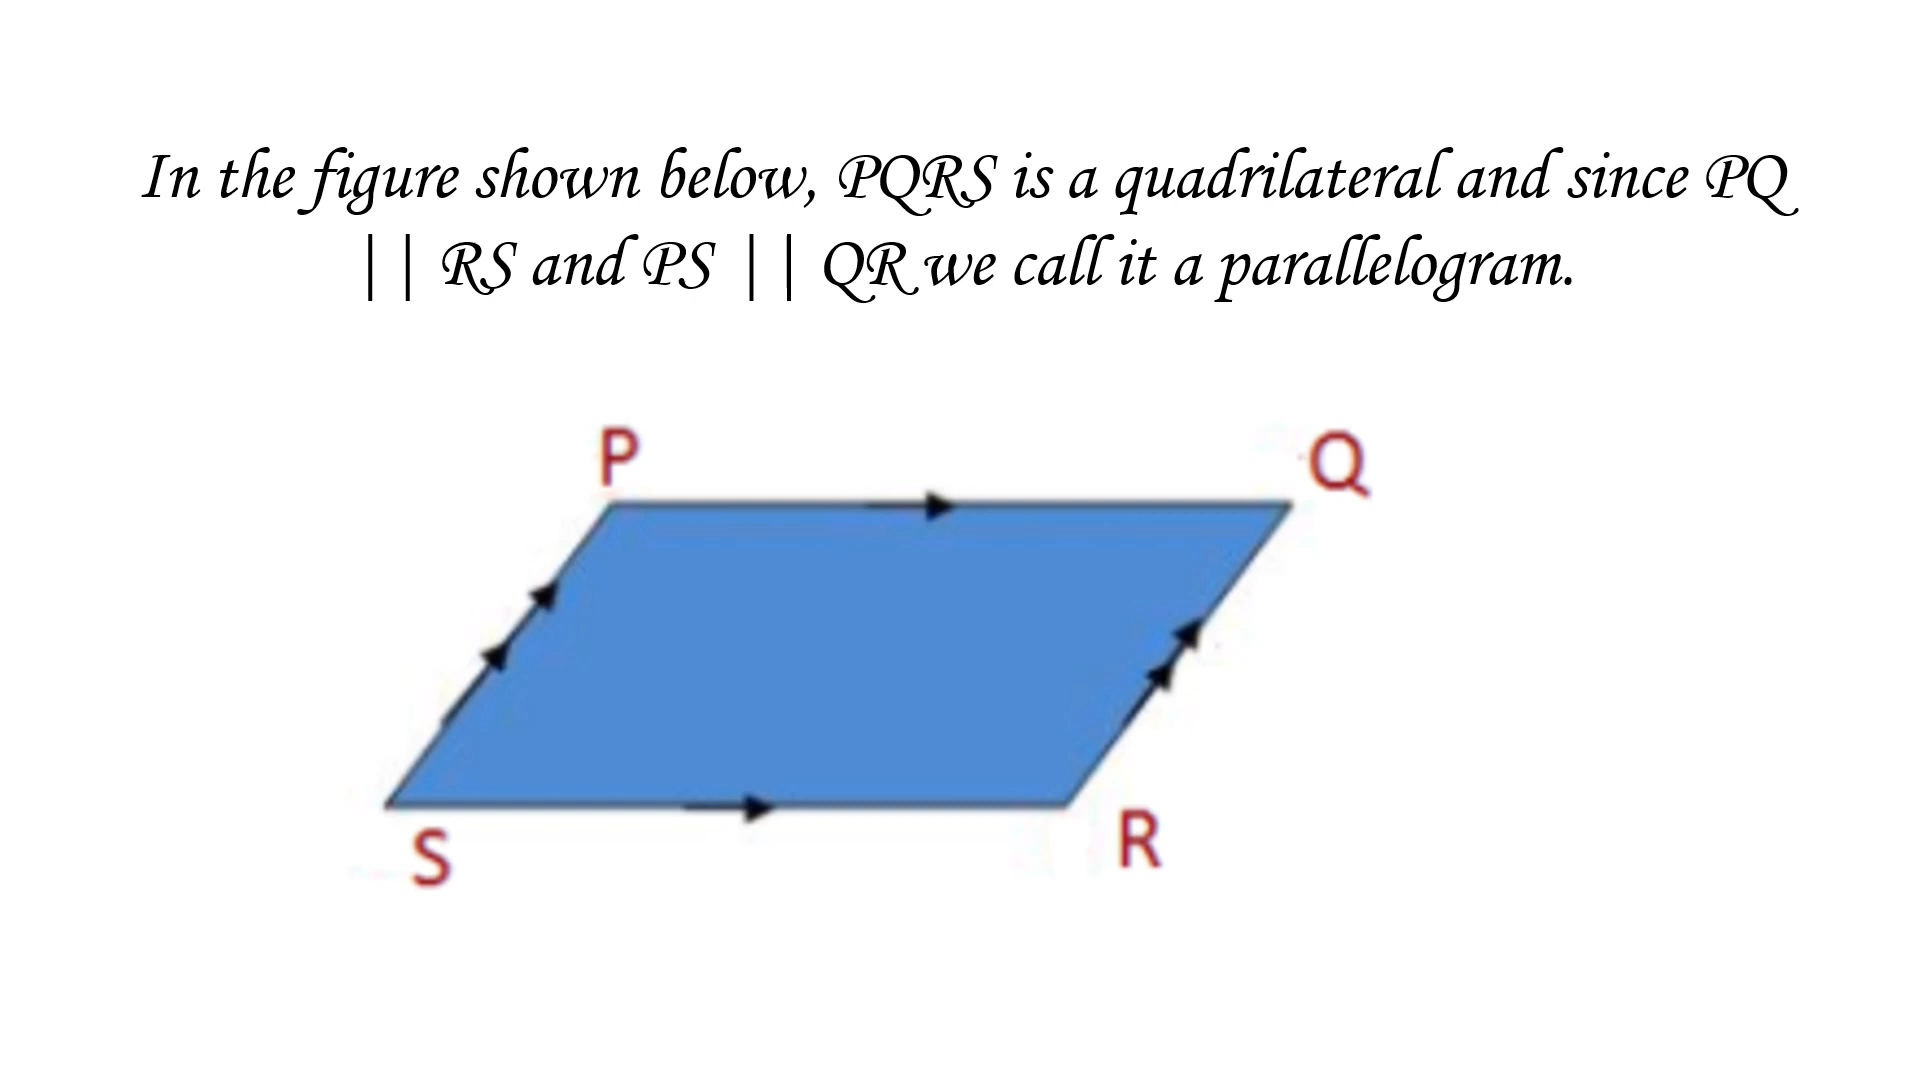 In the figure shown below, PQRS is a quadrilateral and since PQ
|| RS and PS || QR we call it a parallelogram.
P
Q
S
R